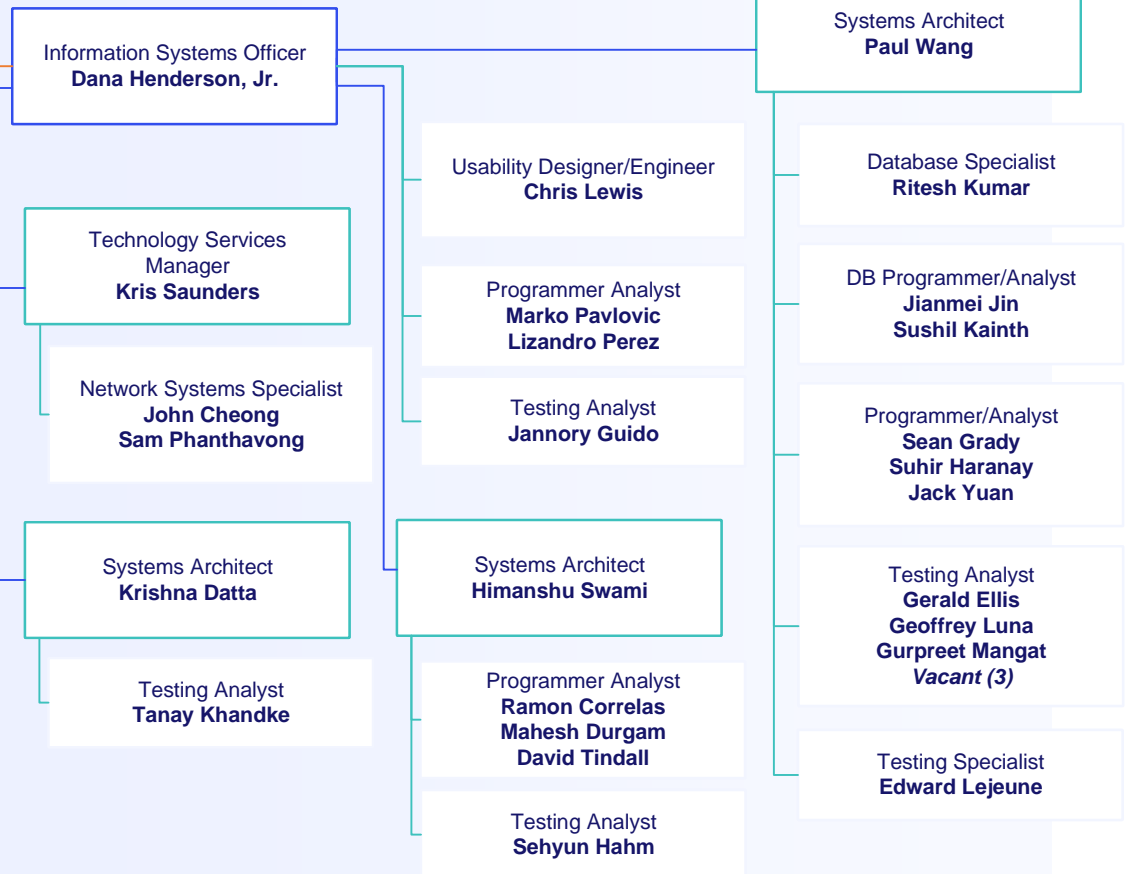 Information Systems Officer
Dana Henderson, Jr.
Technology Services
Manager
Kris Saunders
Network Systems Specialist
John Cheong
Sam Phanthavong
Systems Architect
Krishna Datta
Testing Analyst
Tanay Khandke
Usability Designer/Engineer
Chris Lewis
Programmer Analyst
Marko Pavlovic
Lizandro Perez
Testing Analyst
Jannory Guido
Systems Architect
Himanshu Swami
Programmer Analyst
Ramon Correlas
Mahesh Durgam
David Tindall
Testing Analyst
Sehyun Hahm
Systems Architect
Paul Wang
Database Specialist
Ritesh Kumar
DB Programmer/Analyst
Jianmei Jin
Sushil Kainth
Programmer/Analyst
Sean Grady
Suhir Haranay
Jack Yuan
Testing Analyst
Gerald Ellis
Geoffrey Luna
Gurpreet Mangat
Vacant (3)
Testing Specialist
Edward Lejeune